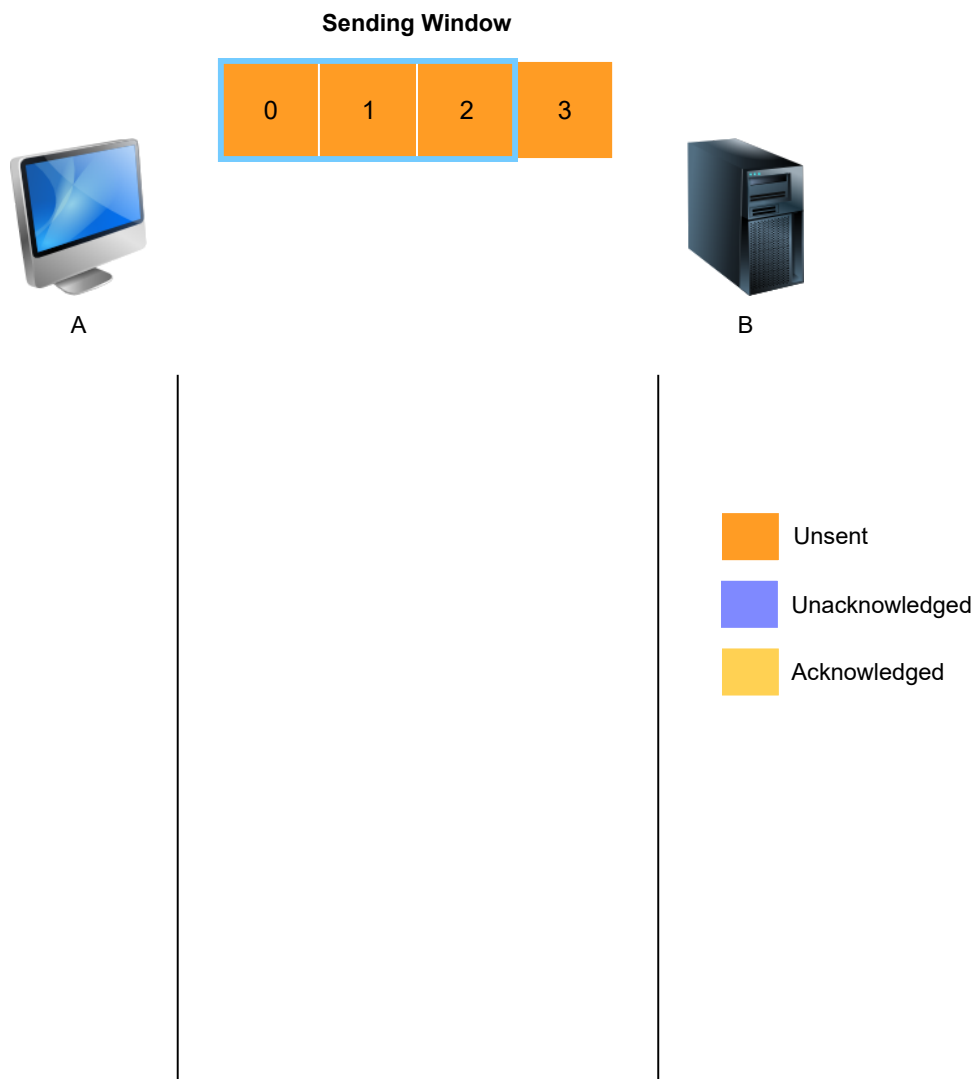 Sending Window
0 1 2 3
A
B
Unsent
Unacknowledged
Acknowledged